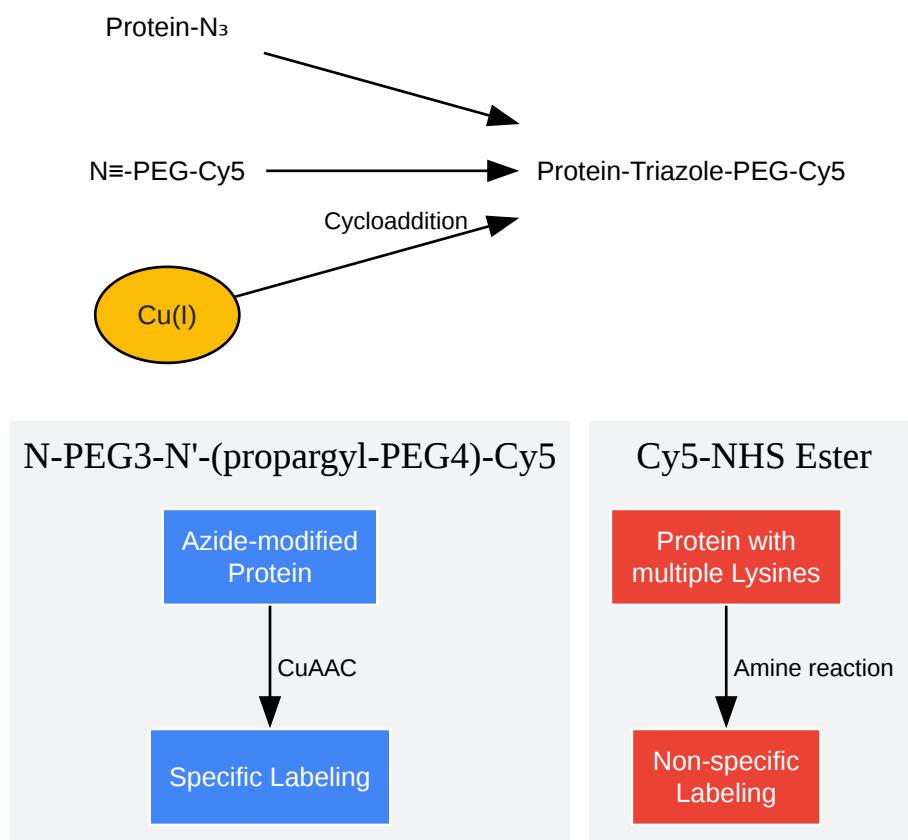 Protein-N₃
N≡-PEG-Cy5
Protein-Triazole-PEG-Cy5
Cycloaddition
Cu(I)
N-PEG3-N'-(propargyl-PEG4)-Cy5
Azide-modified
Protein
CuAAC
Specific Labeling
Cy5-NHS Ester
Protein with
multiple Lysines
Amine reaction
Non-specific
Labeling